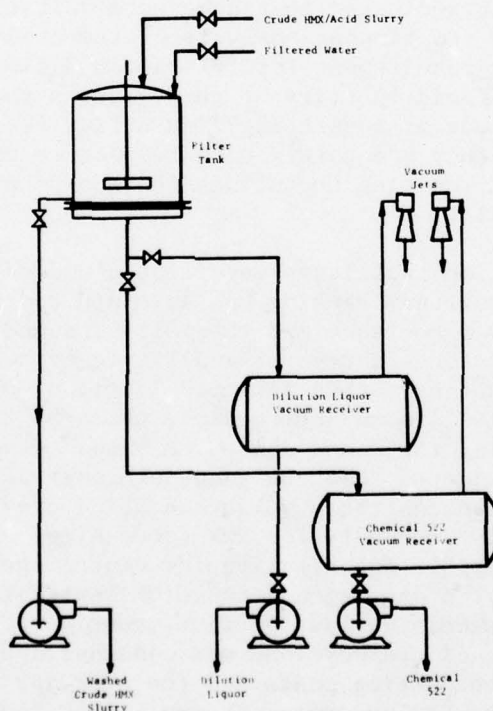 Crude HMX/Acid Slurry
Filtered Water
Filter
Tank
Vacuum
Jets
Dilution Liquor
Vacuum Receiver
Chemical 522
Vacuum Receiver
Washed
Crude HMX
Slurry
Dilution
Liquor
Chemical
522